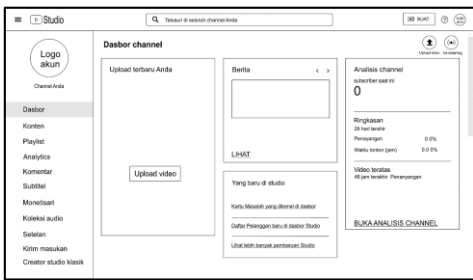 Studio
Telusuri di seluruh channel Anda
BUAT
Logo akun
Channel Anda
Dasbor
Konten
Playlist
Analytics
Komentar
Subtitel
Monetisari
Koleksi audio
Setelan
Kirim masukan
Creator studio klasik
Dasbor channel
Upload video
Live streaming
Upload terbaru Anda
Upload video
Berita
LIHAT
Yang baru di studio
Kartu Masalah yang dikenal di dasbor
Daftar Pelanggan baru di dasbor Studio
Lihat lebih banyak pembaruan Studio
Analisis channel
subscriber saat ini
0
Ringkasan
28 hari terakhir
Penayangan 0 0%
Waktu tonton (jam) 0.0 0%
Video teratas
48 jam terakhir Penanyangan
BUKA ANALISIS CHANNEL